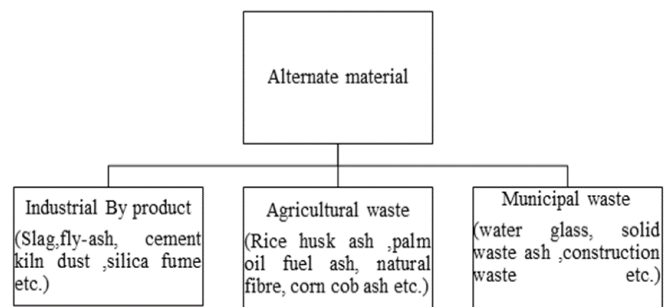 Alternate material
Industrial By product
(Slag,fly-ash, cement
kiln dust ,silica fume
etc.)
Agricultural waste
(Rice husk ash ,palm
oil fuel ash, natural
fibre, corn cob ash etc.)
Municipal waste
(water glass, solid
waste ash ,construction
waste etc.)